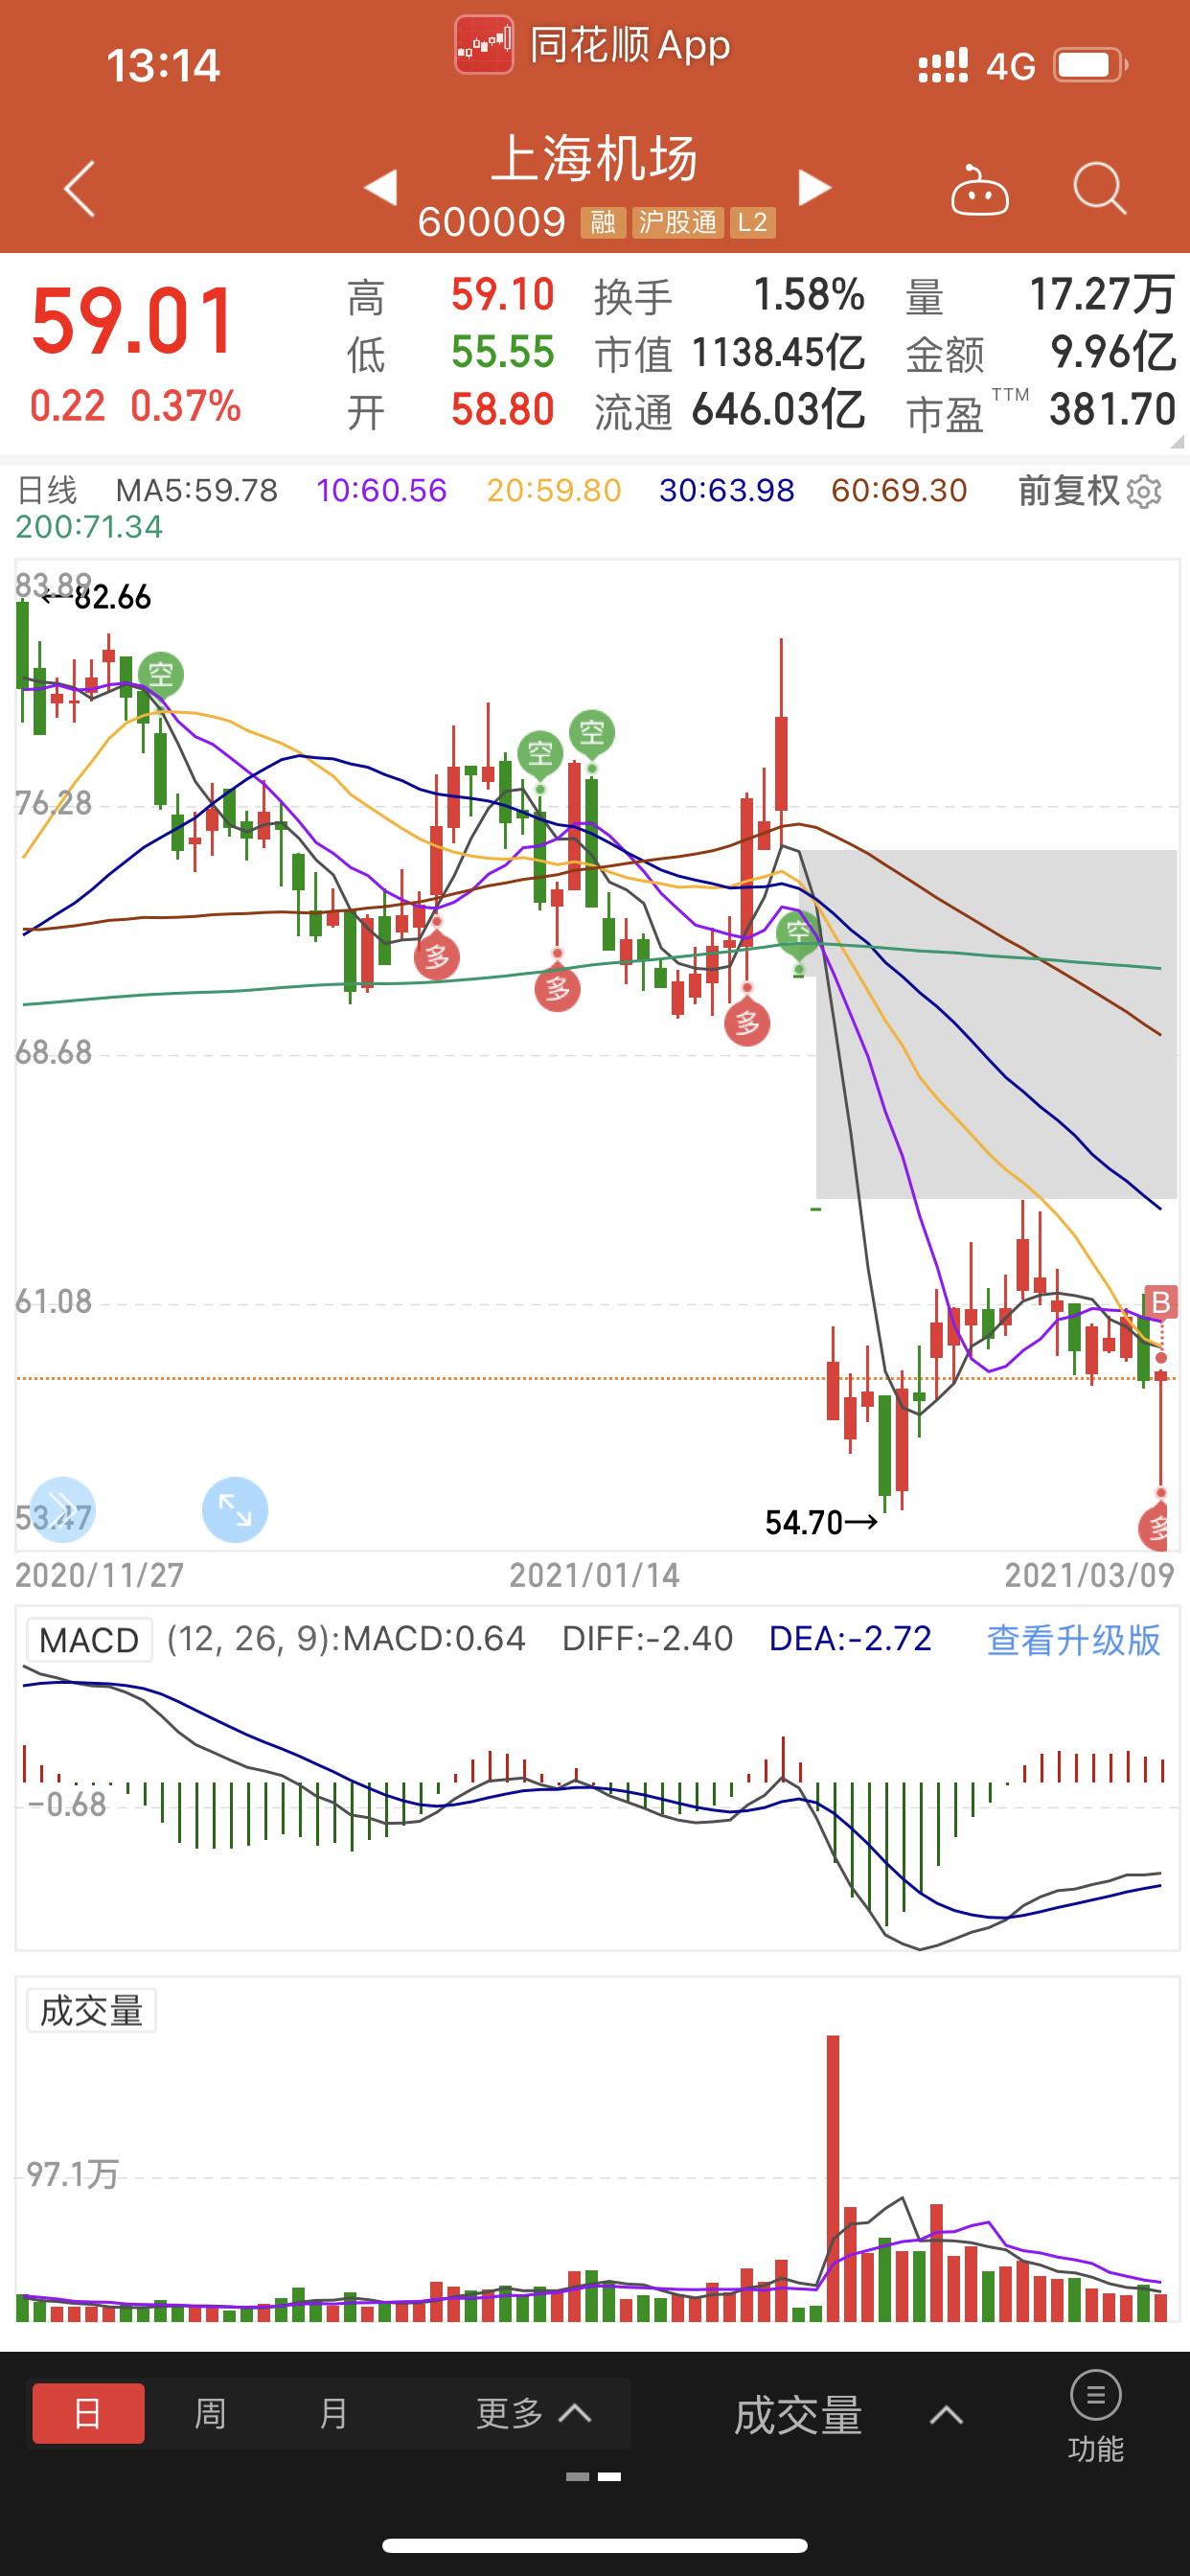 13:14
同花顺App
4G
上海机场
600009 融 沪股通 L2
59.01
0.22 0.37%
高 59.10 换手 1.58% 量 17.27万
低 55.55 市值 1138.45亿 金额 9.96亿
开 58.80 流通 646.03亿 市盈TTM 381.70
日线 MA5:59.78 10:60.56 20:59.80 30:63.98 60:69.30 前复权
200:71.34
83.89
←82.66
空
空
空
76.28
空
多
多
多
68.68
61.08
B
53.47
54.70→
多
2020/11/27 2021/01/14 2021/03/09
MACD (12, 26, 9):MACD:0.64 DIFF:-2.40 DEA:-2.72 查看升级版
-0.68
成交量
97.1万
日 周 月 更多 成交量
功能